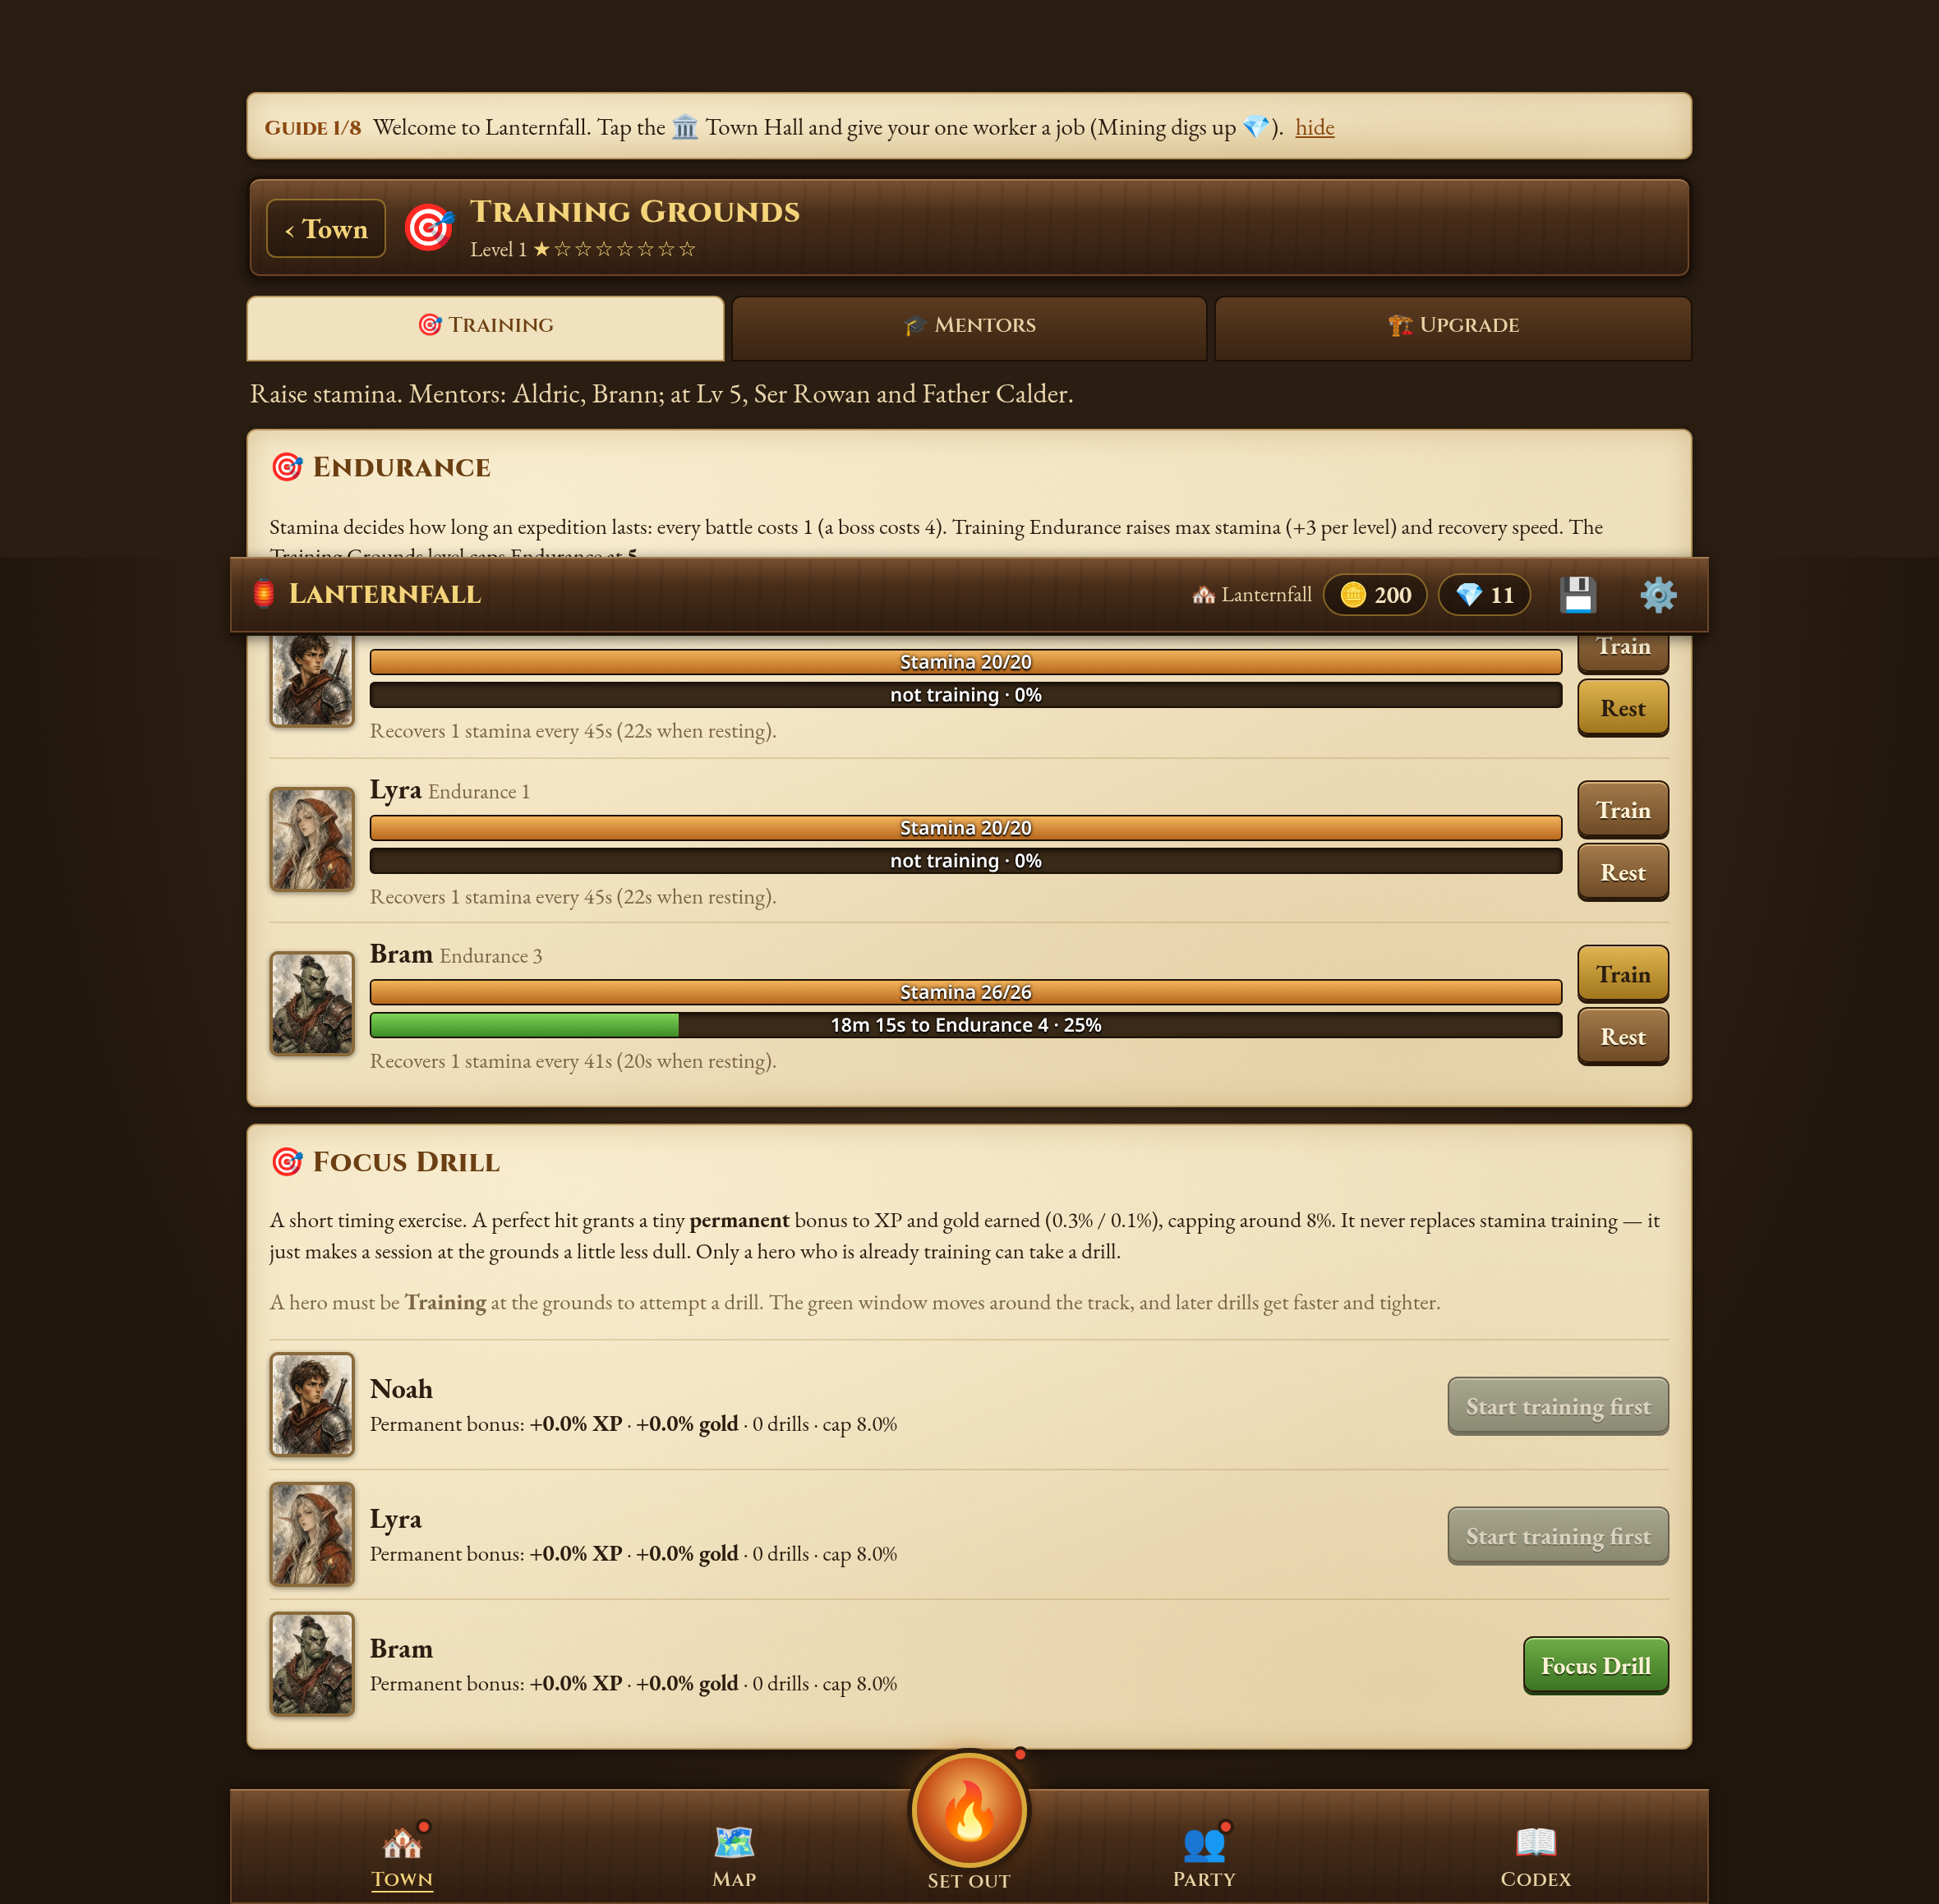 Guide 1/8 Welcome to Lanternfall. Tap the 🏛️ Town Hall and give your one worker a job (Mining digs up 💎). hide
‹ Town
Training Grounds
Level 1 ★☆☆☆☆☆☆☆
Training
Mentors
Upgrade
Raise stamina. Mentors: Aldric, Brann; at Lv 5, Ser Rowan and Father Calder.
Endurance
Stamina decides how long an expedition lasts: every battle costs 1 (a boss costs 4). Training Endurance raises max stamina (+3 per level) and recovery speed. The
Training Grounds level caps Endurance at 5
Lanternfall
Lanternfall
200
11
Train
Stamina 20/20
not training · 0%
Rest
Recovers 1 stamina every 45s (22s when resting).
Lyra Endurance 1
Train
Stamina 20/20
not training · 0%
Rest
Recovers 1 stamina every 45s (22s when resting).
Bram Endurance 3
Train
Stamina 26/26
18m 15s to Endurance 4 · 25%
Rest
Recovers 1 stamina every 41s (20s when resting).
Focus Drill
A short timing exercise. A perfect hit grants a tiny permanent bonus to XP and gold earned (0.3% / 0.1%), capping around 8%. It never replaces stamina training — it
just makes a session at the grounds a little less dull. Only a hero who is already training can take a drill.
A hero must be Training at the grounds to attempt a drill. The green window moves around the track, and later drills get faster and tighter.
Noah
Permanent bonus: +0.0% XP · +0.0% gold · 0 drills · cap 8.0%
Start training first
Lyra
Permanent bonus: +0.0% XP · +0.0% gold · 0 drills · cap 8.0%
Start training first
Bram
Permanent bonus: +0.0% XP · +0.0% gold · 0 drills · cap 8.0%
Focus Drill
Town
Map
Set out
Party
Codex